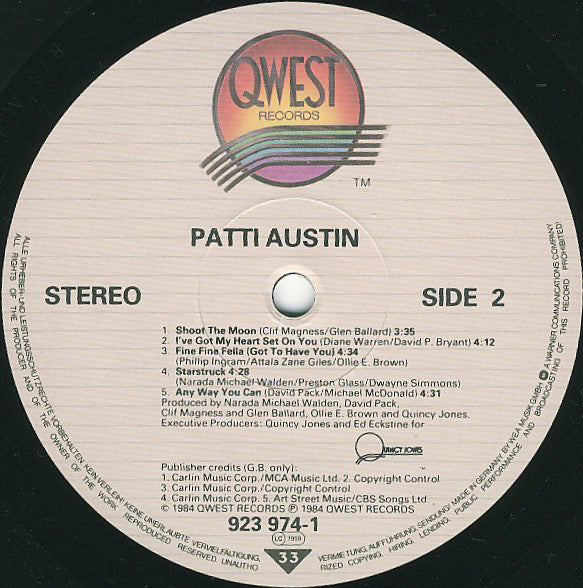 QWEST
RECORDS
TM
PATTI AUSTIN
STEREO
SIDE 2
1. Shoot The Moon (Clif Magness/Glen Ballard) 3:35
2. I've Got My Heart Set On You (Diane Warren/David P. Bryant) 4:12
3. Fine Fine Fella (Got To Have You) 4:34
(Phillip Ingram/Attala Zane Giles/Ollie E. Brown)
4. Starstruck 4:28
(Narada Michael Walden/Preston Glass/Dwayne Simmons)
5. Any Way You Can (David Pack/Michael McDonald) 4:31
Produced by Narada Michael Walden, David Pack,
Clif Magness and Glen Ballard, Ollie E. Brown and Quincy Jones.
Executive Producers: Quincy Jones and Ed Eckstine for
QUINCY JONES
Publisher credits (G.B. only):
1. Carlin Music Corp./MCA Music Ltd. 2. Copyright Control
3. Carlin Music Corp./Copyright Control
4. Carlin Music Corp. 5. Art Street Music/CBS Songs Ltd.
© 1984 QWEST RECORDS ℗ 1984 QWEST RECORDS
923 974-1
LC 7959
33
ALLE URHEBER- UND LEISTUNGSSCHUTZRECHTE VORBEHALTEN. KEIN VERLEIH! KEINE UNERLAUBTE VERVIELFÄLTIGUNG, VERMIETUNG, AUFFÜHRUNG, SENDUNG! MADE IN GERMANY BY WEA MUSIK GMBH A WARNER COMMUNICATIONS COMPANY
ALL RIGHTS OF THE PRODUCER AND OF THE OWNER OF THE WORK REPRODUCED RESERVED. UNAUTHORIZED COPYING, HIRING, LENDING, PUBLIC PERFORMANCE AND BROADCASTING OF THIS RECORD PROHIBITED!